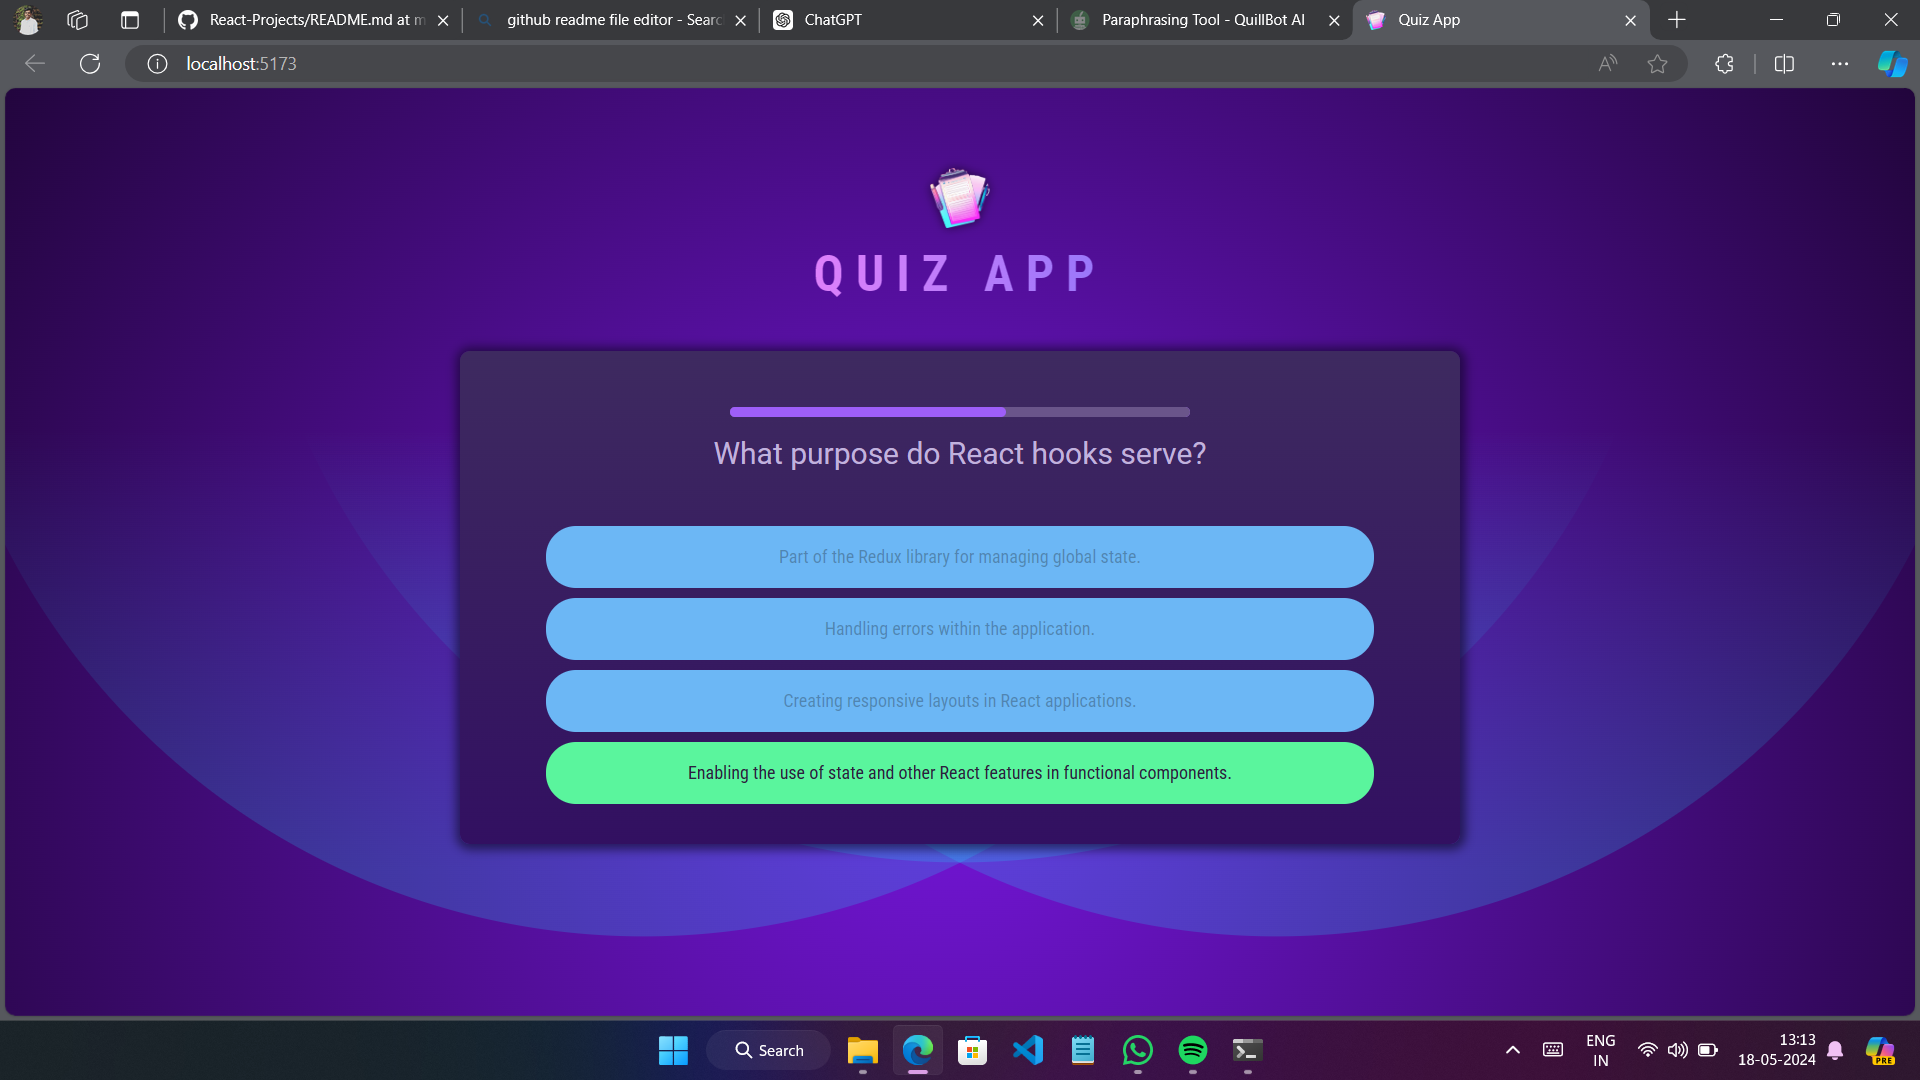 React-Projects/README.md at m
github readme file editor - Searc
ChatGPT
Paraphrasing Tool - QuillBot AI
Quiz App
localhost:5173
QUIZ APP
What purpose do React hooks serve?
Part of the Redux library for managing global state.
Handling errors within the application.
Creating responsive layouts in React applications.
Enabling the use of state and other React features in functional components.
Search
ENG
IN
13:13
18-05-2024
PRE